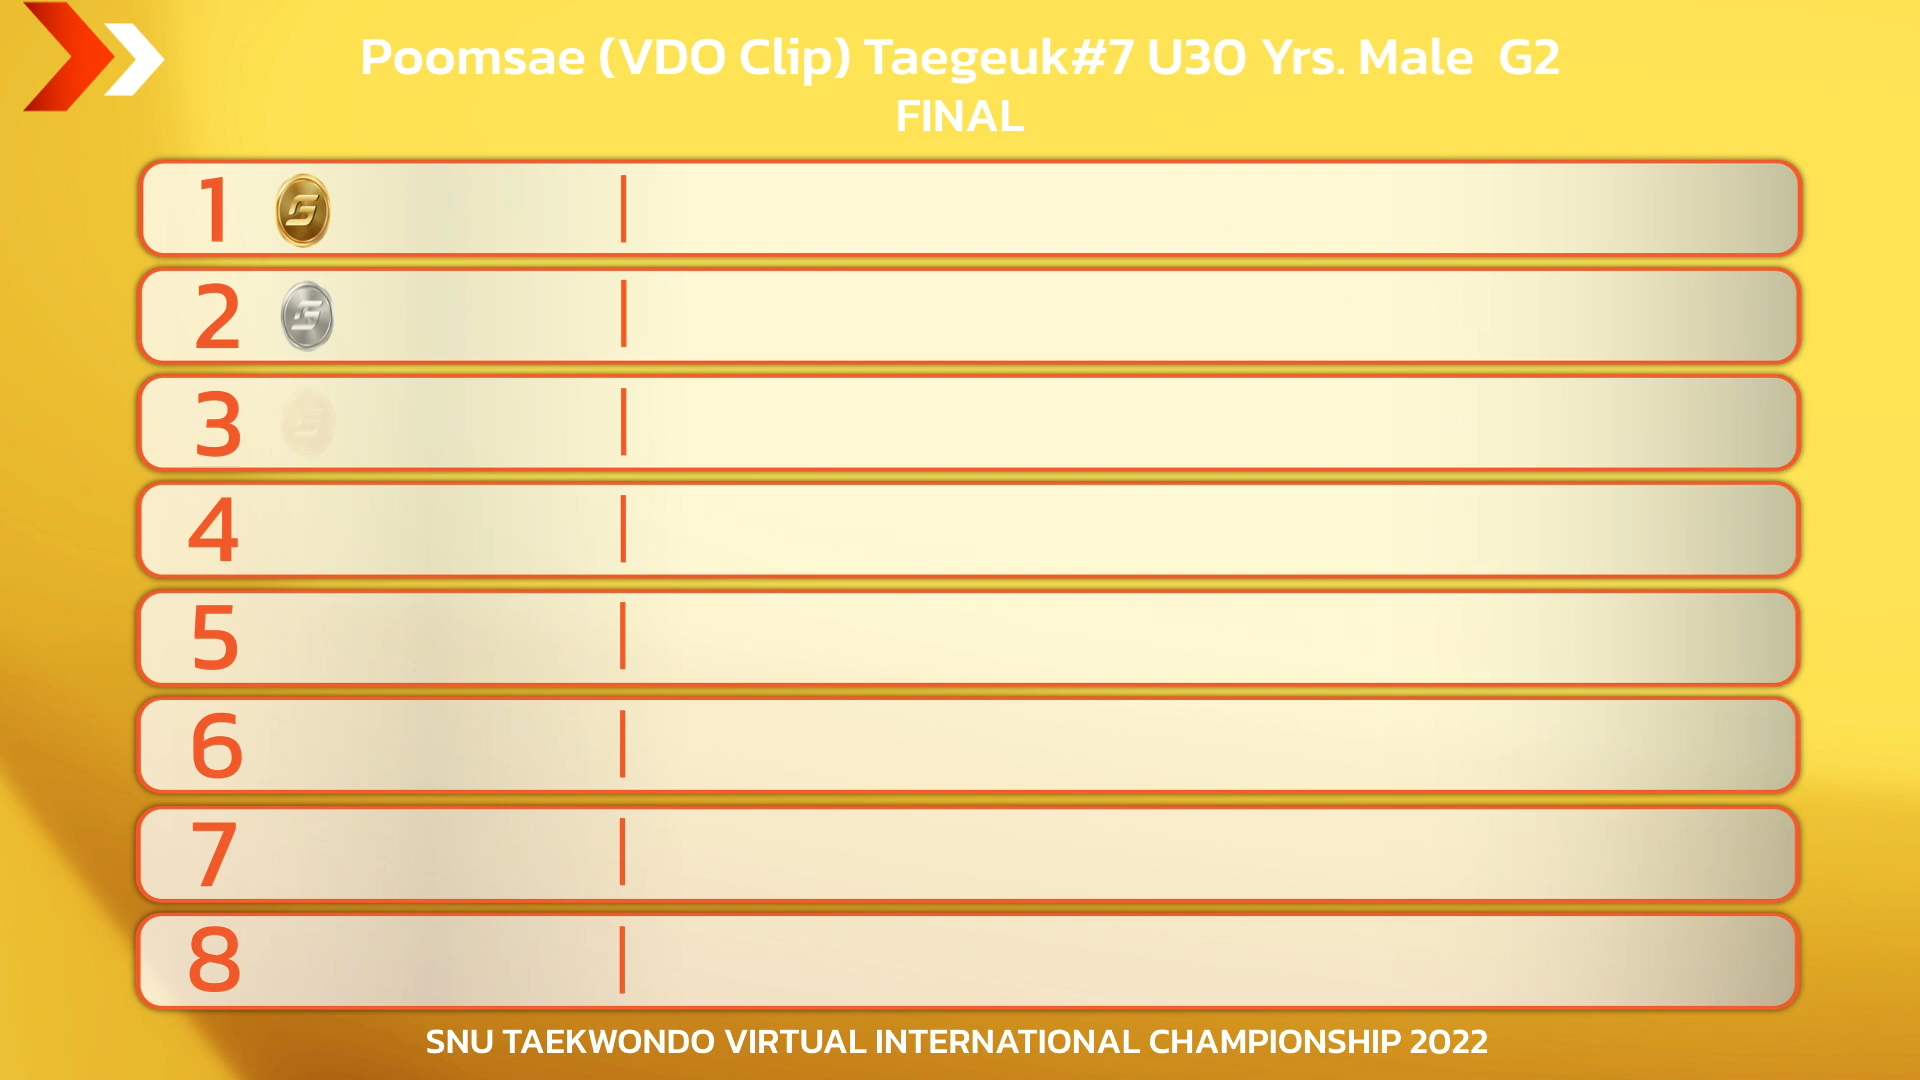 Poomsae (VDO Clip) Taegeuk#7 U30 Yrs. Male  G2
FINAL
1
2
3
4
5
6
7
8
SNU TAEKWONDO VIRTUAL INTERNATIONAL CHAMPIONSHIP 2022